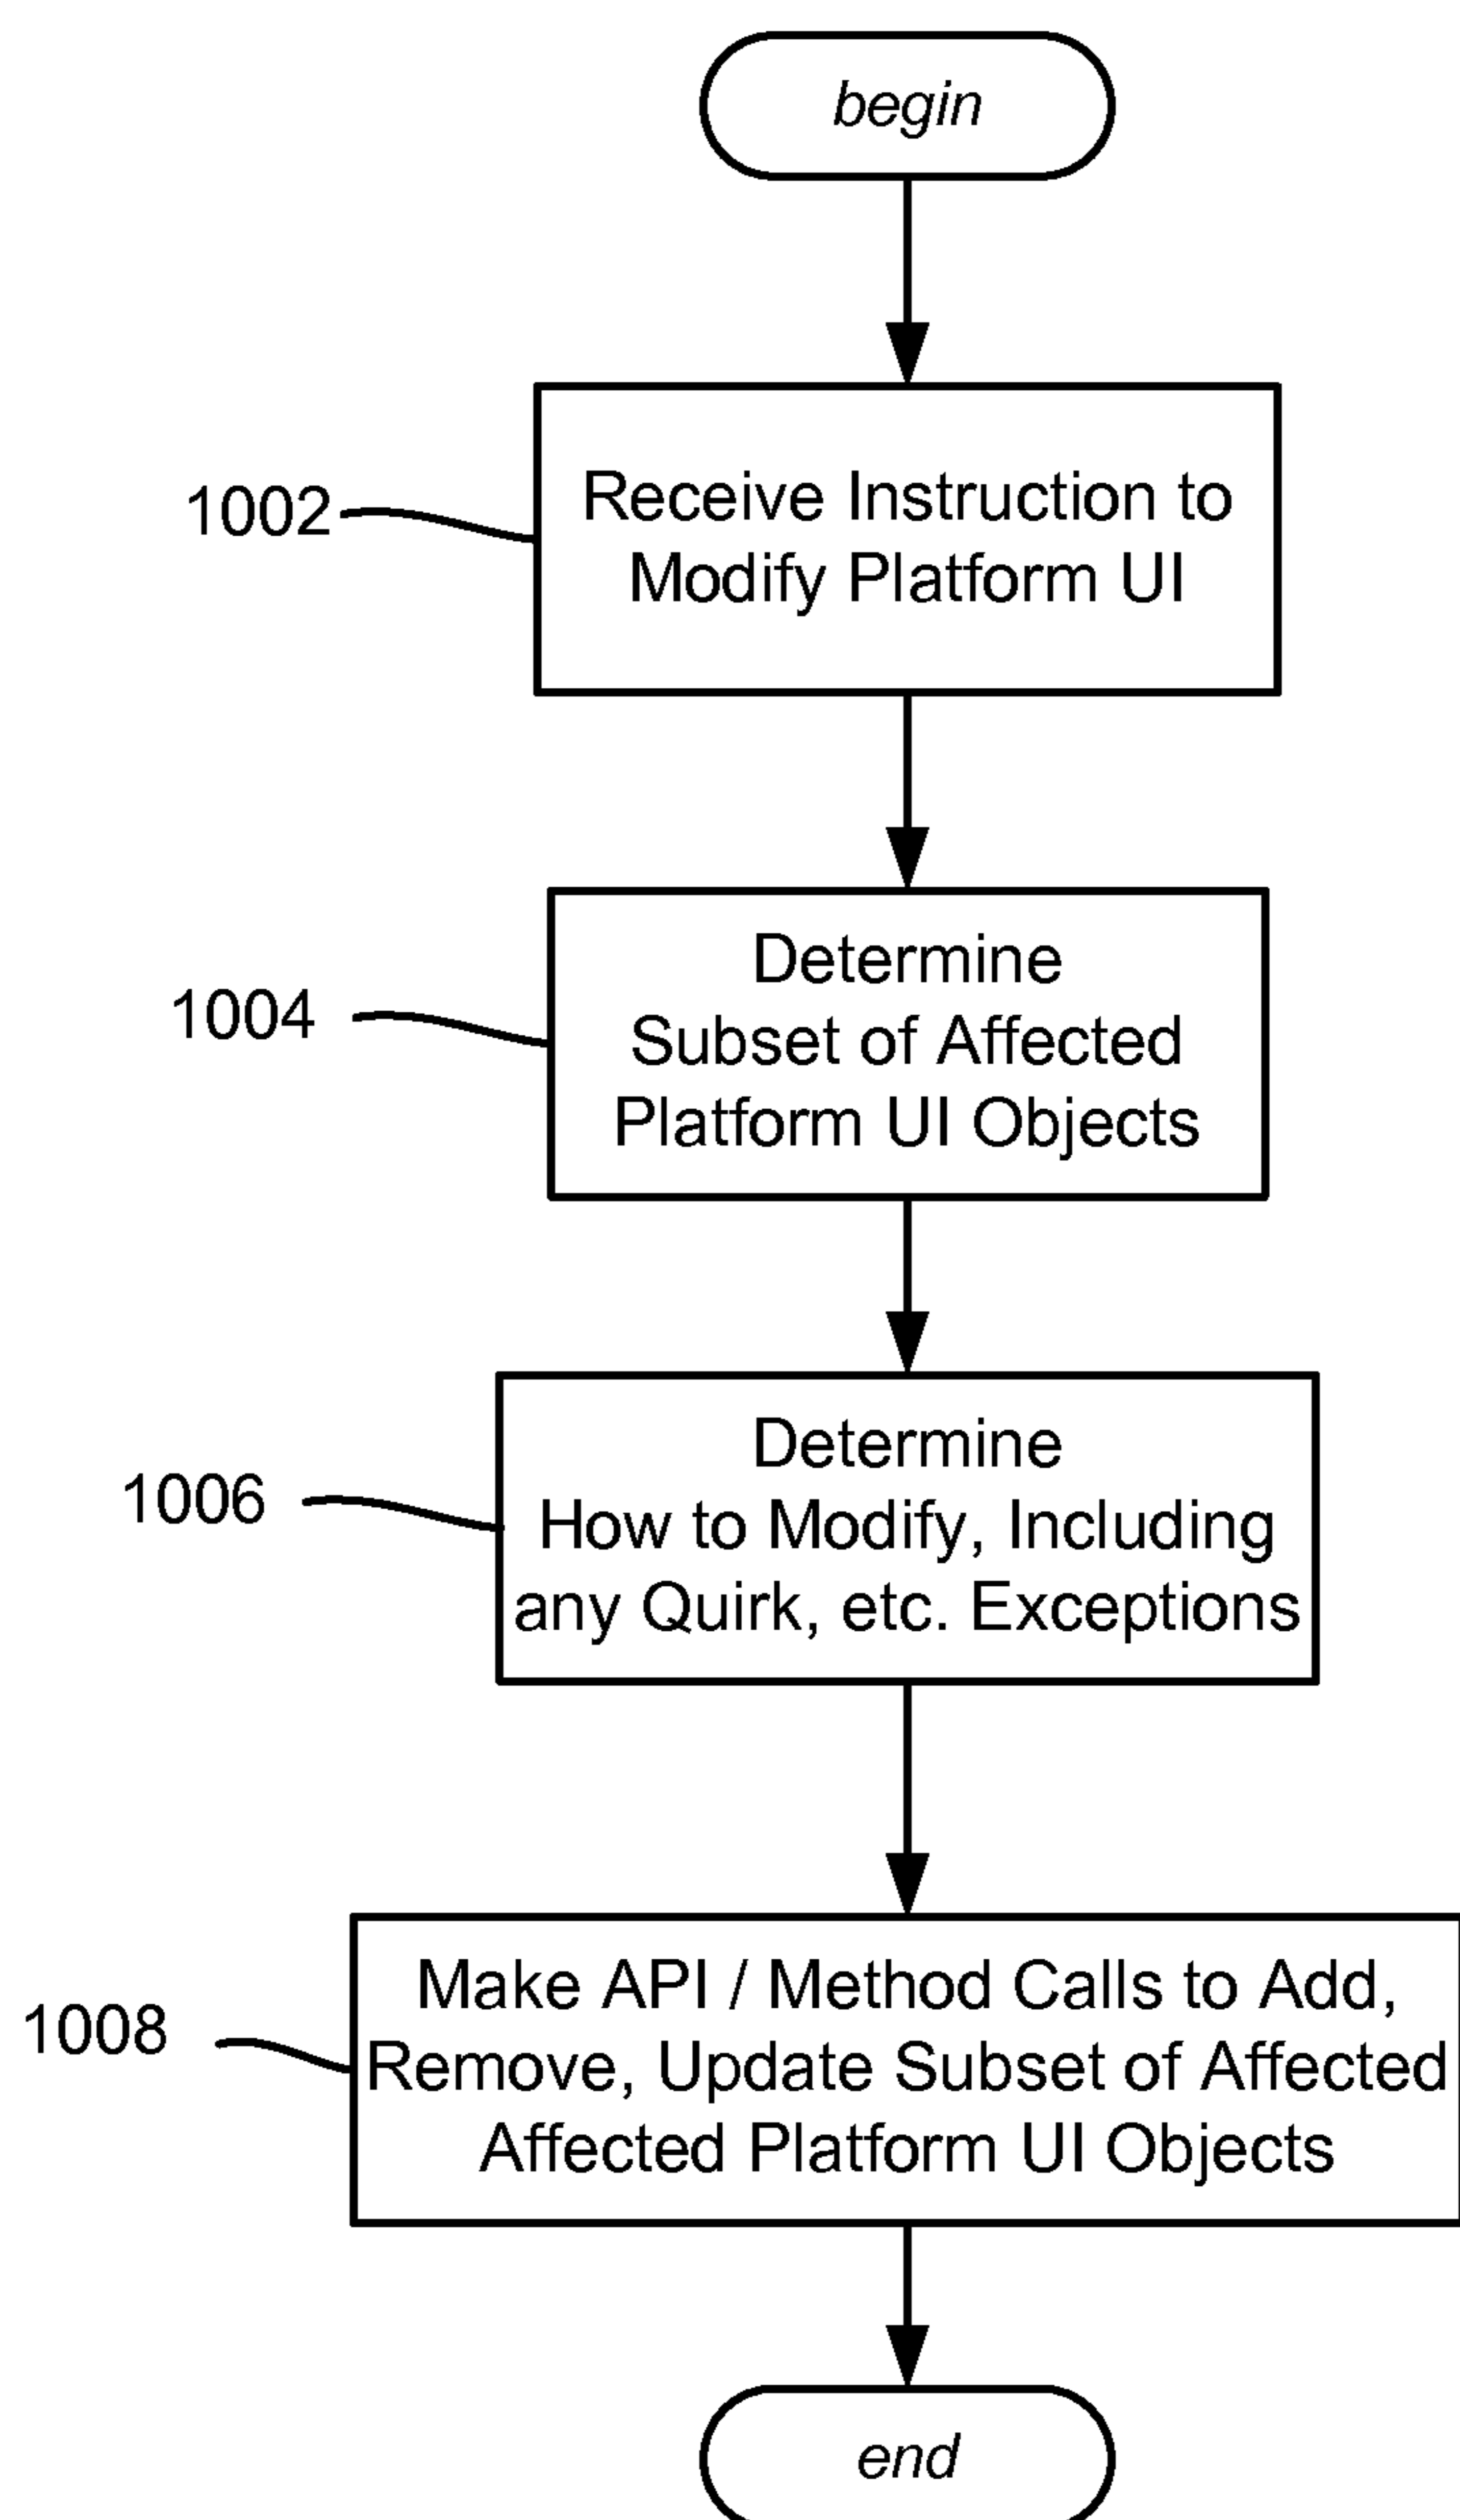 begin
1002
Receive Instruction to
Modify Platform UI
1004
Determine
Subset of Affected
Platform UI Objects
1006
Determine
How to Modify, Including
any Quirk, etc. Exceptions
1008
Make API / Method Calls to Add,
Remove, Update Subset of Affected
Affected Platform UI Objects
end